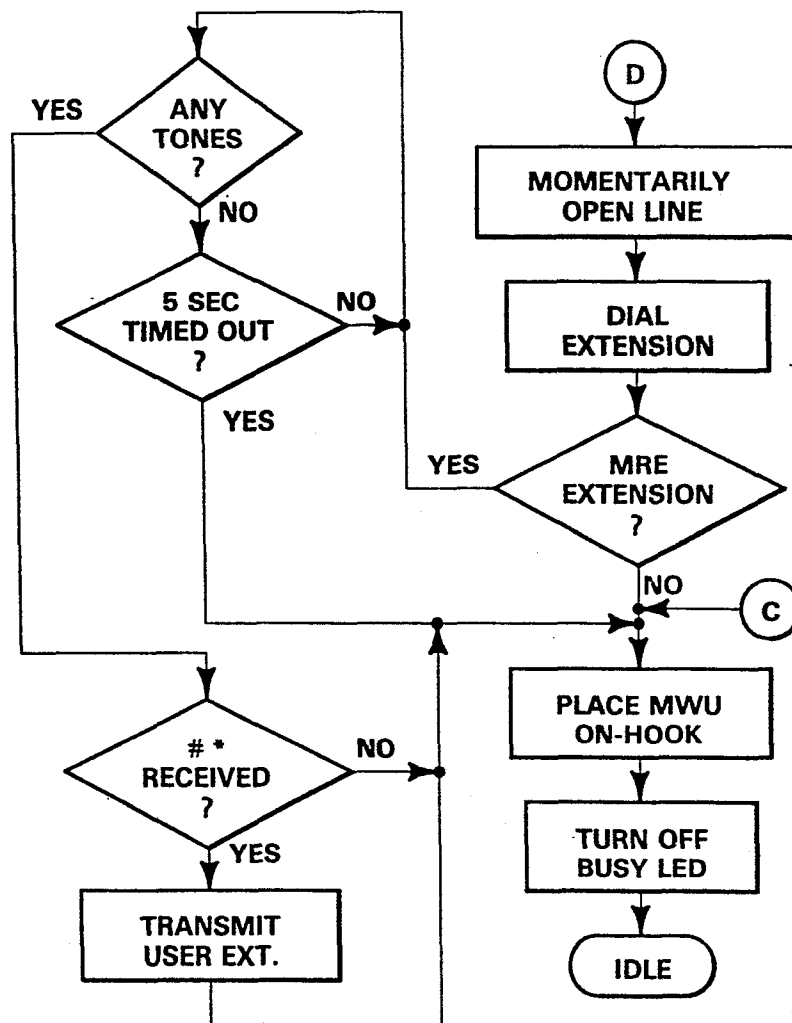 YES
ANY
TONES
?
NO
5 SEC
TIMED OUT
?
NO
YES
# *
RECEIVED
?
NO
YES
TRANSMIT
USER EXT.
D
MOMENTARILY
OPEN LINE
DIAL
EXTENSION
YES
MRE
EXTENSION
?
NO
C
PLACE MWU
ON-HOOK
TURN OFF
BUSY LED
IDLE